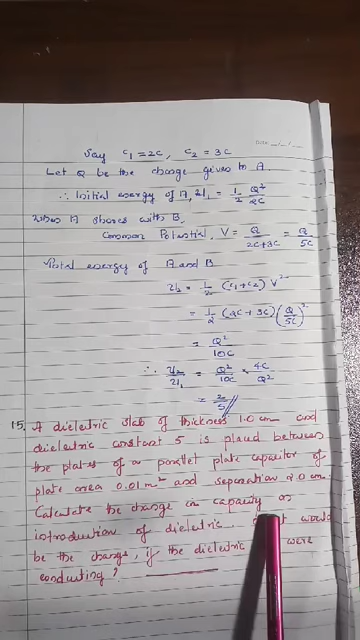 Date __/__/__
Say C₁ = 2C, C₂ = 3C
Let Q be the charge given to A.
∴ Initial energy of A, U₁ = 1/2 Q²/2C
When A shares with B,
Common Potential, V = Q/2C+3C = Q/5C
Total energy of A and B
U₂ = 1/2 (C₁+C₂) V²
= 1/2 (2C + 3C) (Q/5C)²
= Q²/10C
∴ U₂/U₁ = Q²/10C × 4C/Q²
= 2/5 //
15. A dielectric slab of thickness 1.0 cm and
dielectric constant 5 is placed between
the plates of a parallel plate capacitor of
plate area 0.01 m² and separation 2.0 cm.
Calculate the change in capacity on
introduction of dielectric. would
be the change, if the dielectric were
conducting?